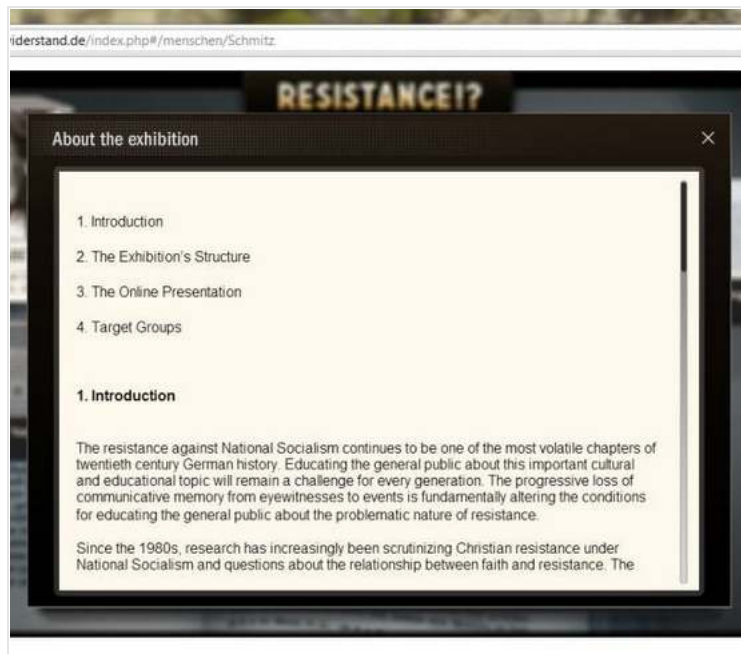 iderstand.de/index.php#/menschen/Schmitz
RESISTANCE!?
About the exhibition
1. Introduction
2. The Exhibition's Structure
3. The Online Presentation
4. Target Groups
1. Introduction
The resistance against National Socialism continues to be one of the most volatile chapters of
twentieth century German history. Educating the general public about this important cultural
and educational topic will remain a challenge for every generation. The progressive loss of
communicative memory from eyewitnesses to events is fundamentally altering the conditions
for educating the general public about the problematic nature of resistance.
Since the 1980s, research has increasingly been scrutinizing Christian resistance under
National Socialism and questions about the relationship between faith and resistance. The